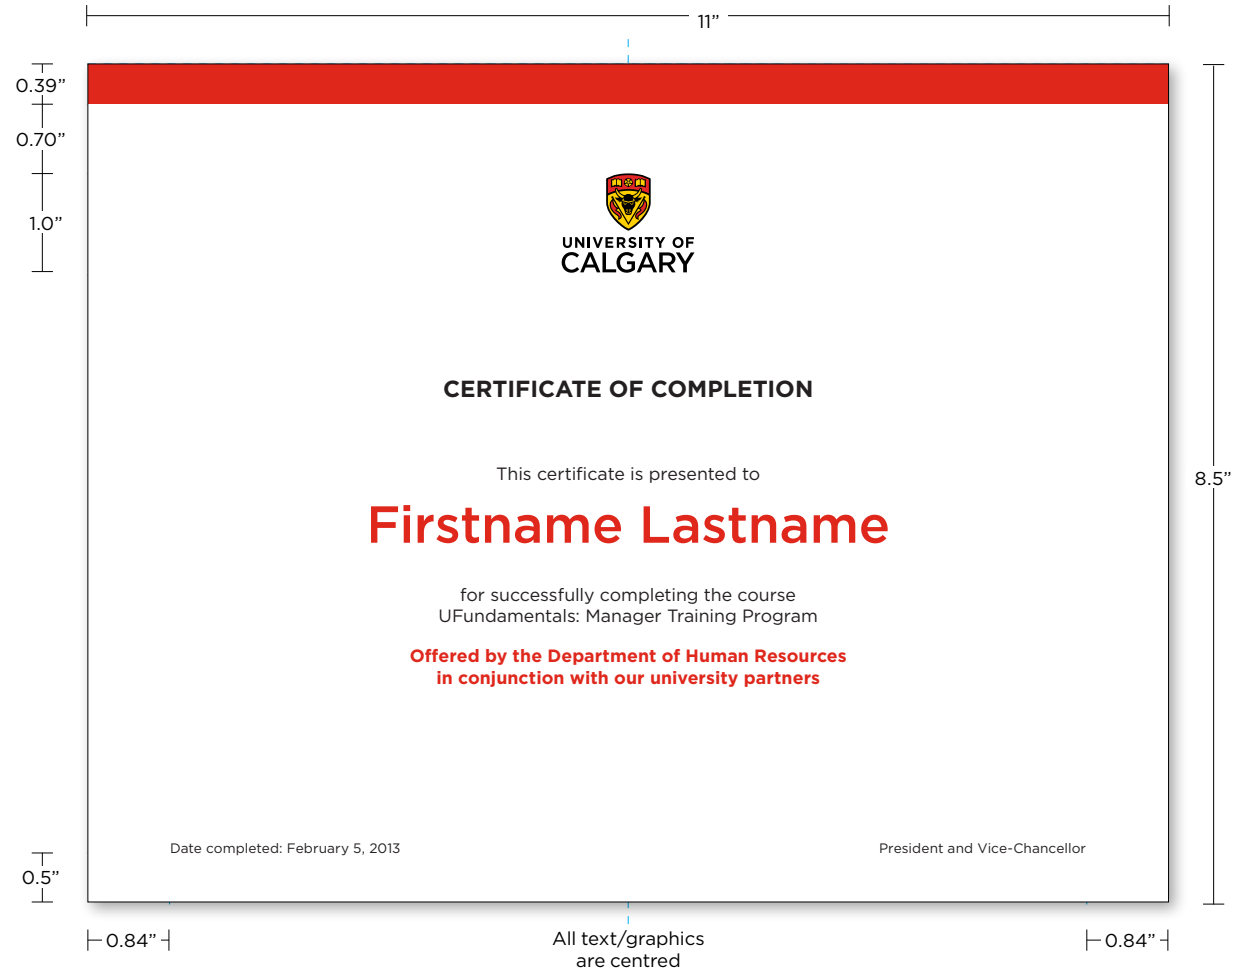 11”
0.39”
0.70”
1.0”
UNIVERSITY OF
CALGARY
CERTIFICATE OF COMPLETION
This certificate is presented to
8.5”
Firstname Lastname
for successfully completing the course
UFundamentals: Manager Training Program
Offered by the Department of Human Resources
in conjunction with our university partners
Date completed: February 5, 2013
President and Vice-Chancellor
0.5”
0.84”
All text/graphics
are centred
0.84”